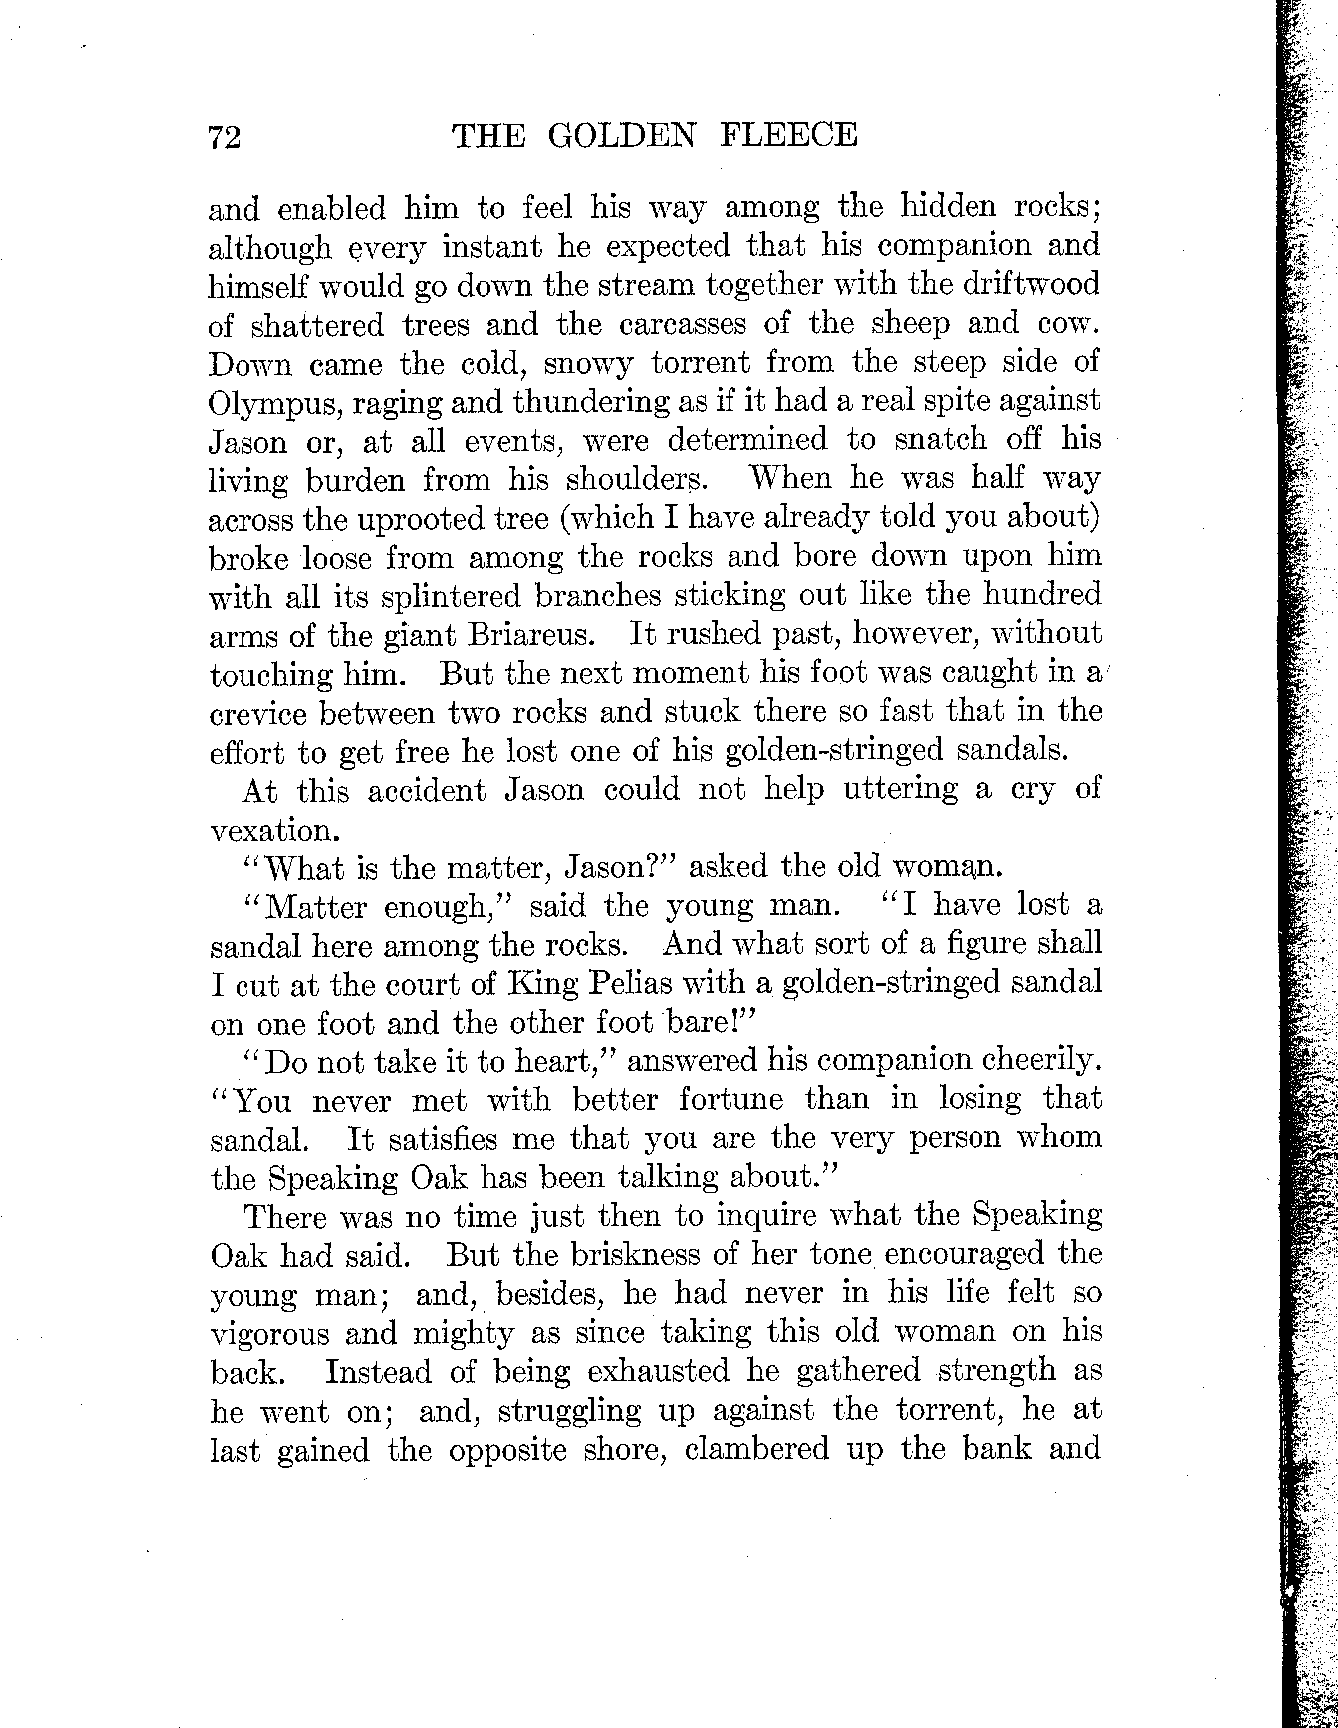 72 THE GOLDEN FLEECE
and enabled him to feel his way among the hidden rocks;
although every instant he expected that his companion and
himself would go down the stream together with the driftwood
of shattered trees and the carcasses of the sheep and cow.
Down came the cold, snowy torrent from the steep side of
Olympus, raging and thundering as if it had a real spite against
Jason or, at all events, were determined to snatch off his
living burden from his shoulders. When he was half way
across the uprooted tree (which I have already told you about)
broke loose from among the rocks and bore down upon him
with all its splintered branches sticking out like the hundred
arms of the giant Briareus. It rushed past, however, without
touching him. But the next moment his foot was caught in a
crevice between two rocks and stuck there so fast that in the
effort to get free he lost one of his golden-stringed sandals.
At this accident Jason could not help uttering a cry of
vexation.
"What is the matter, Jason?" asked the old woman.
"Matter enough," said the young man. "I have lost a
sandal here among the rocks. And what sort of a figure shall
I cut at the court of King Pelias with a golden-stringed sandal
on one foot and the other foot bare!"
"Do not take it to heart," answered his companion cheerily.
"You never met with better fortune than in losing that
sandal. It satisfies me that you are the very person whom
the Speaking Oak has been talking about."
There was no time just then to inquire what the Speaking
Oak had said. But the briskness of her tone encouraged the
young man; and, besides, he had never in his life felt so
vigorous and mighty as since taking this old woman on his
back. Instead of being exhausted he gathered strength as
he went on; and, struggling up against the torrent, he at
last gained the opposite shore, clambered up the bank and